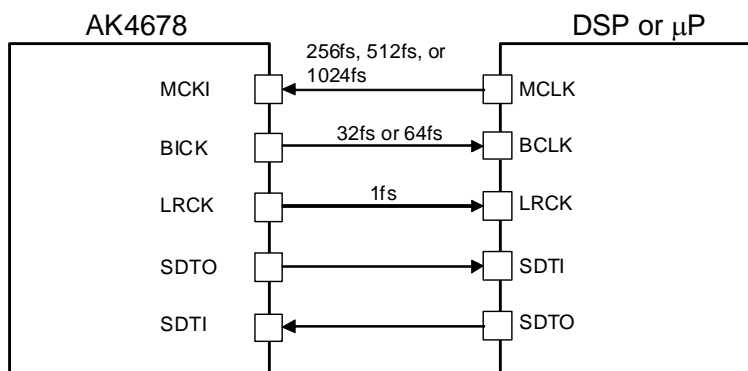 AK4678
DSP or μP
256fs, 512fs, or
1024fs
MCKI
MCLK
BICK
32fs or 64fs
BCLK
LRCK
1fs
LRCK
SDTO
SDTI
SDTI
SDTO